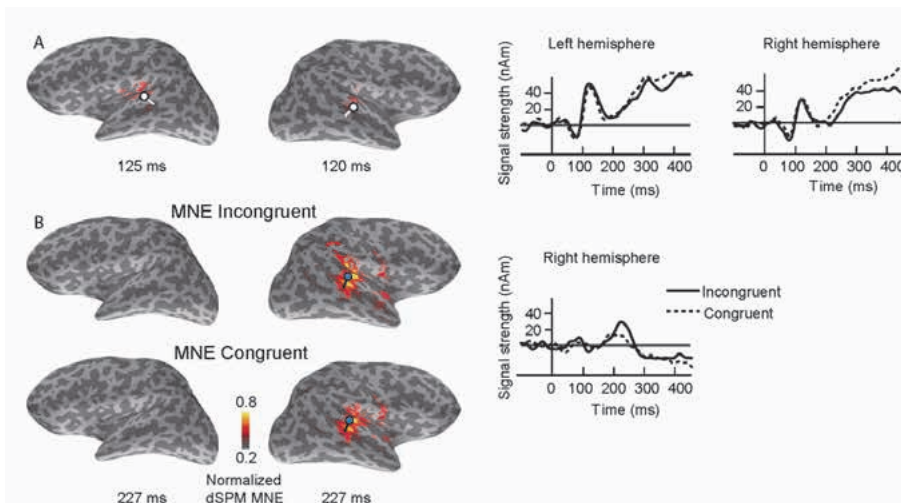 A
125 ms
120 ms
Left hemisphere
Signal strength (nAm)
40
20
0 100 200 300 400
Time (ms)
Right hemisphere
40
20
0 100 200 300 400
Time (ms)
B
MNE Incongruent
MNE Congruent
0.8
0.2
Normalized
dSPM MNE
227 ms
227 ms
Right hemisphere
Signal strength (nAm)
40
20
0 100 200 300 400
Time (ms)
Incongruent
Congruent